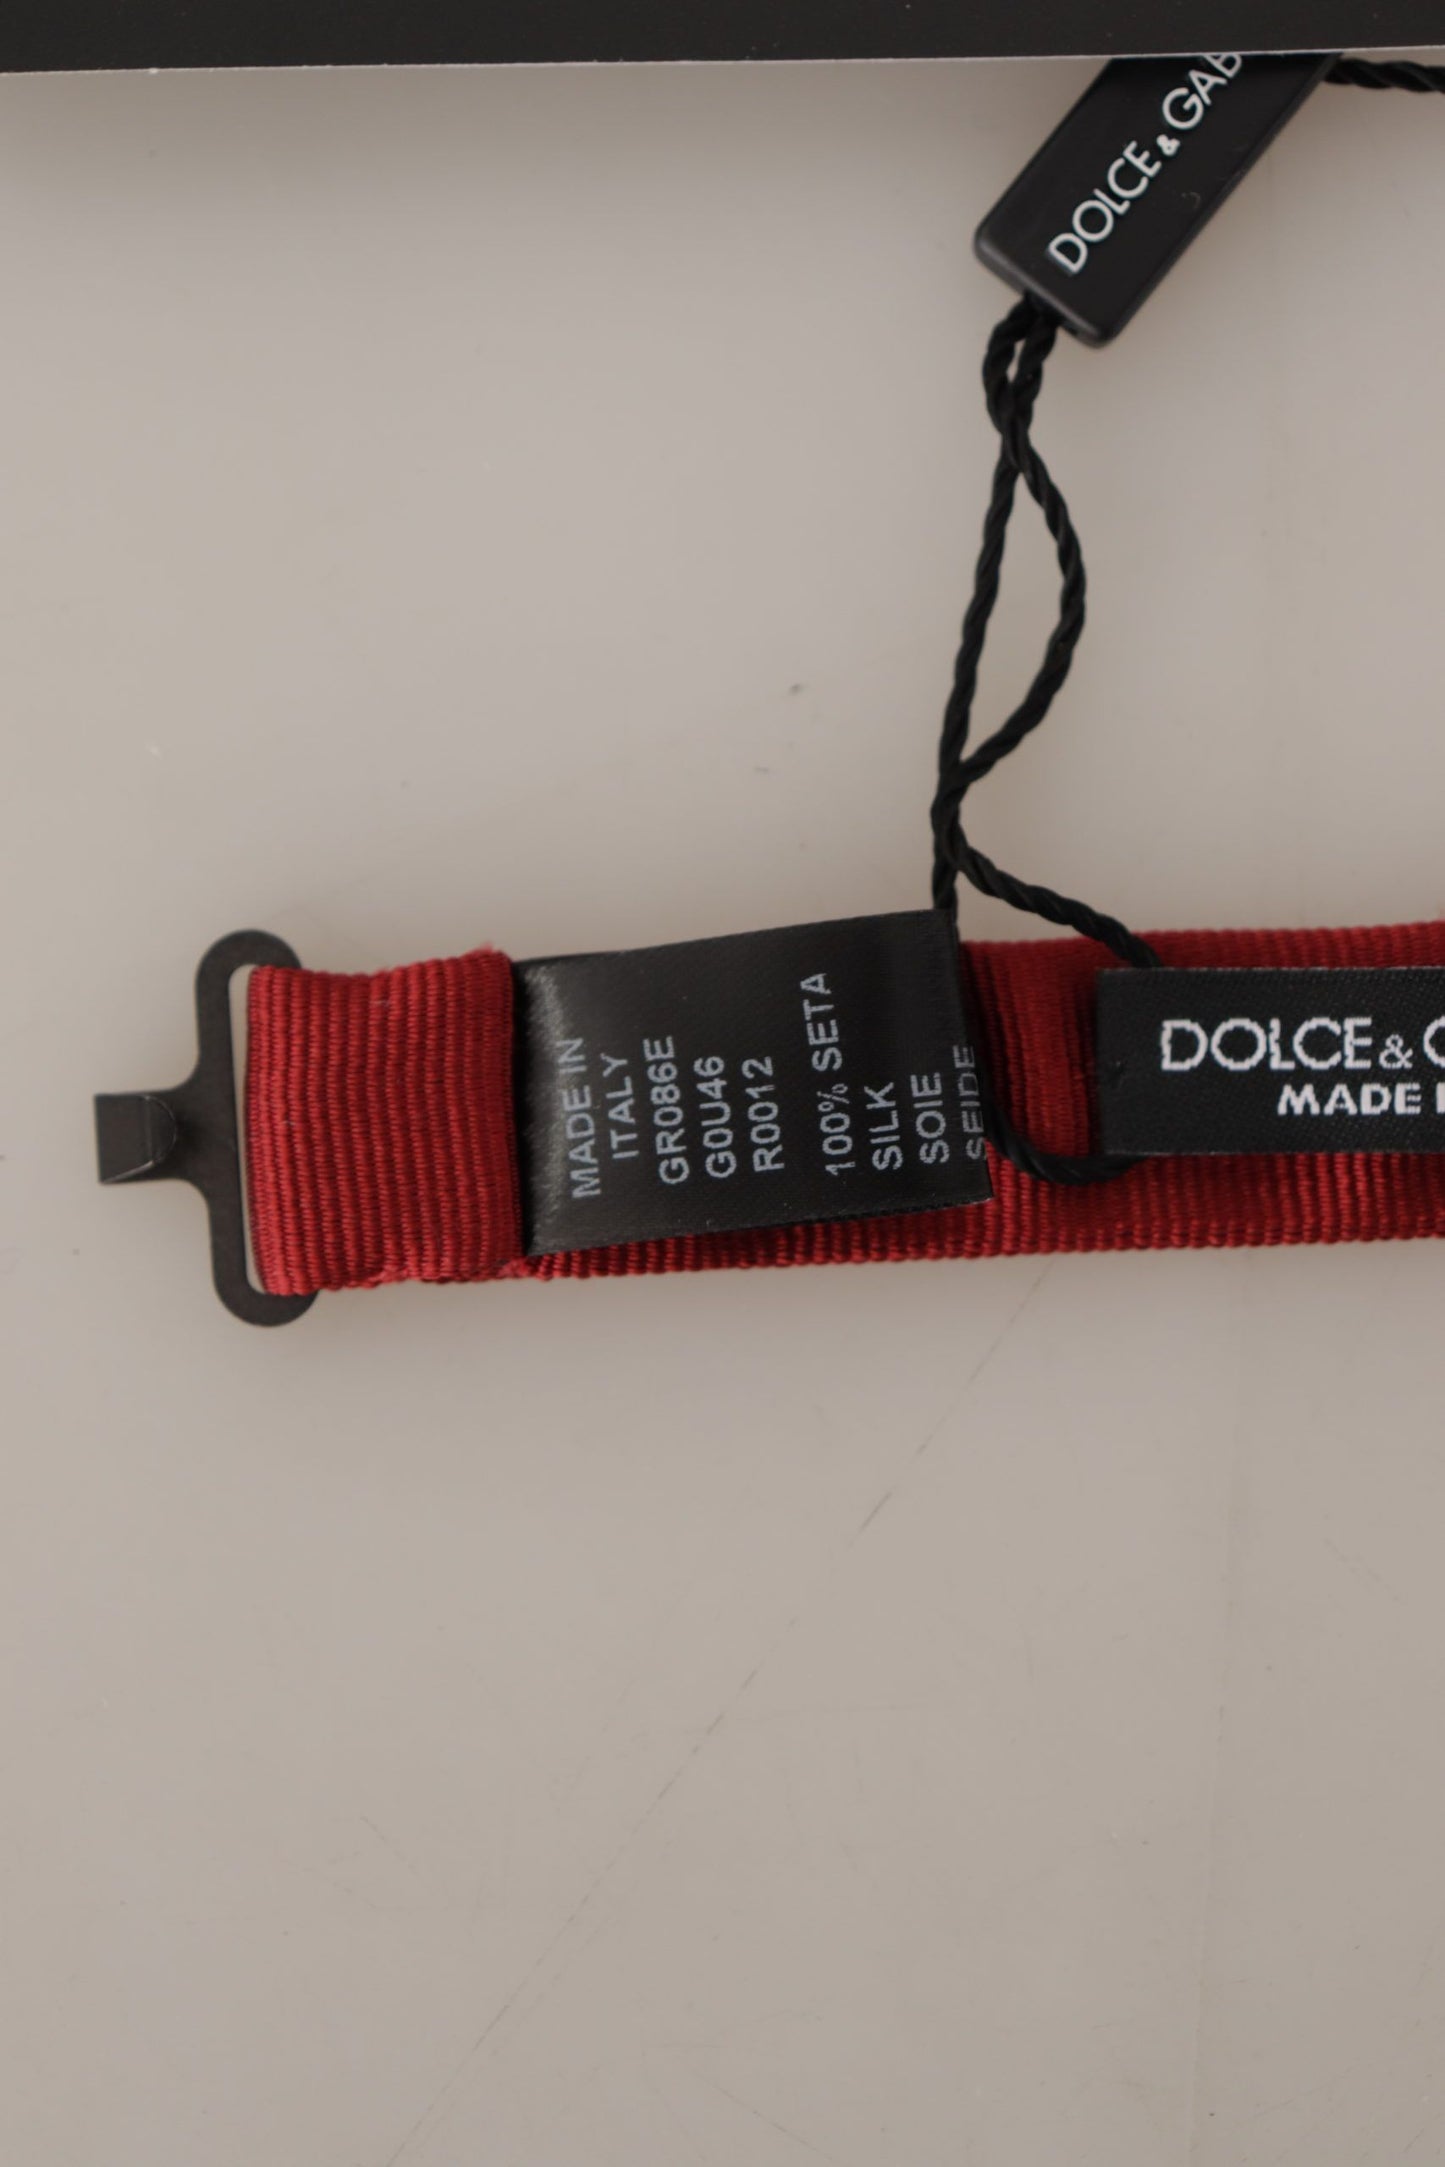 DOLCE & GAB
MADE IN
ITALY
GR086E
G0U46
R0012
100% SETA
SILK
SOIE
SEIDE
DOLCE & G
MADE I